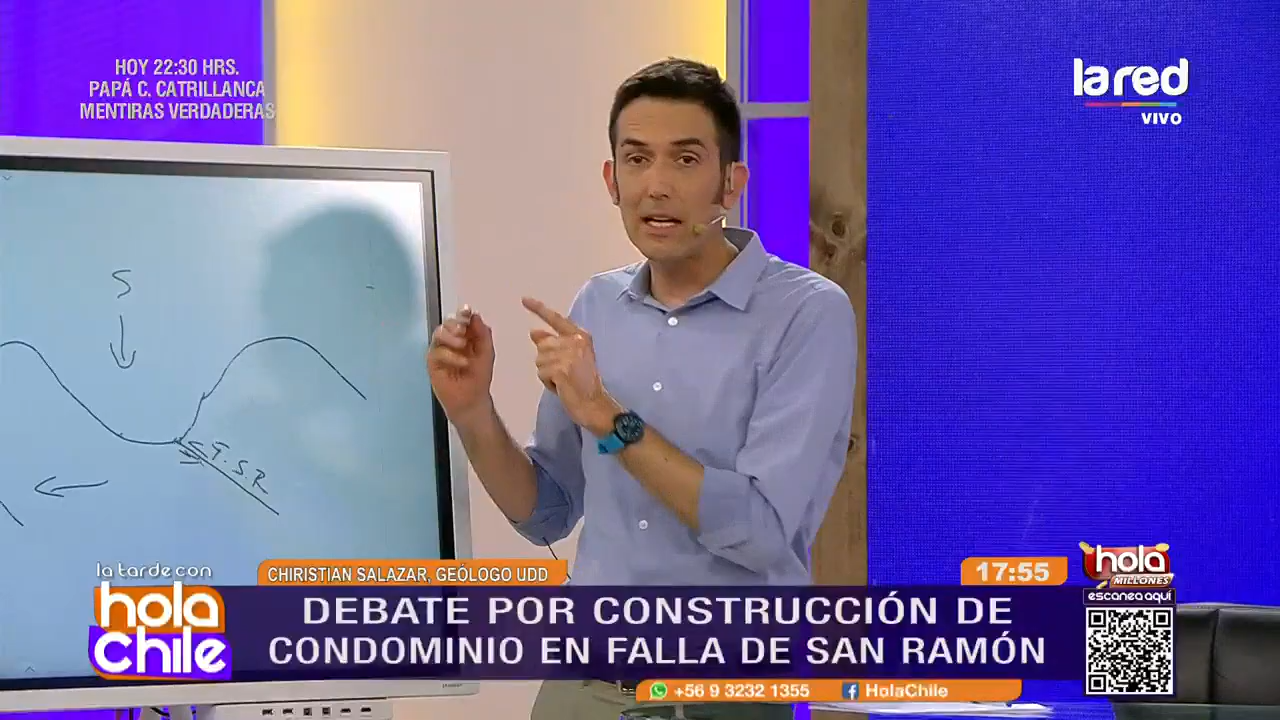 HOY 22:30 HRS.
PAPÁ C. CATRILLANCA
MENTIRAS VERDADERAS
la red
VIVO
S
F.S.R
la tarde con
hola
Chile
CHIRISTIAN SALAZAR, GEÓLOGO UDD
17:55
DEBATE POR CONSTRUCCIÓN DE
CONDOMINIO EN FALLA DE SAN RAMÓN
+56 9 3232 1355
HolaChile
hola
MILLONES
escanea aquí